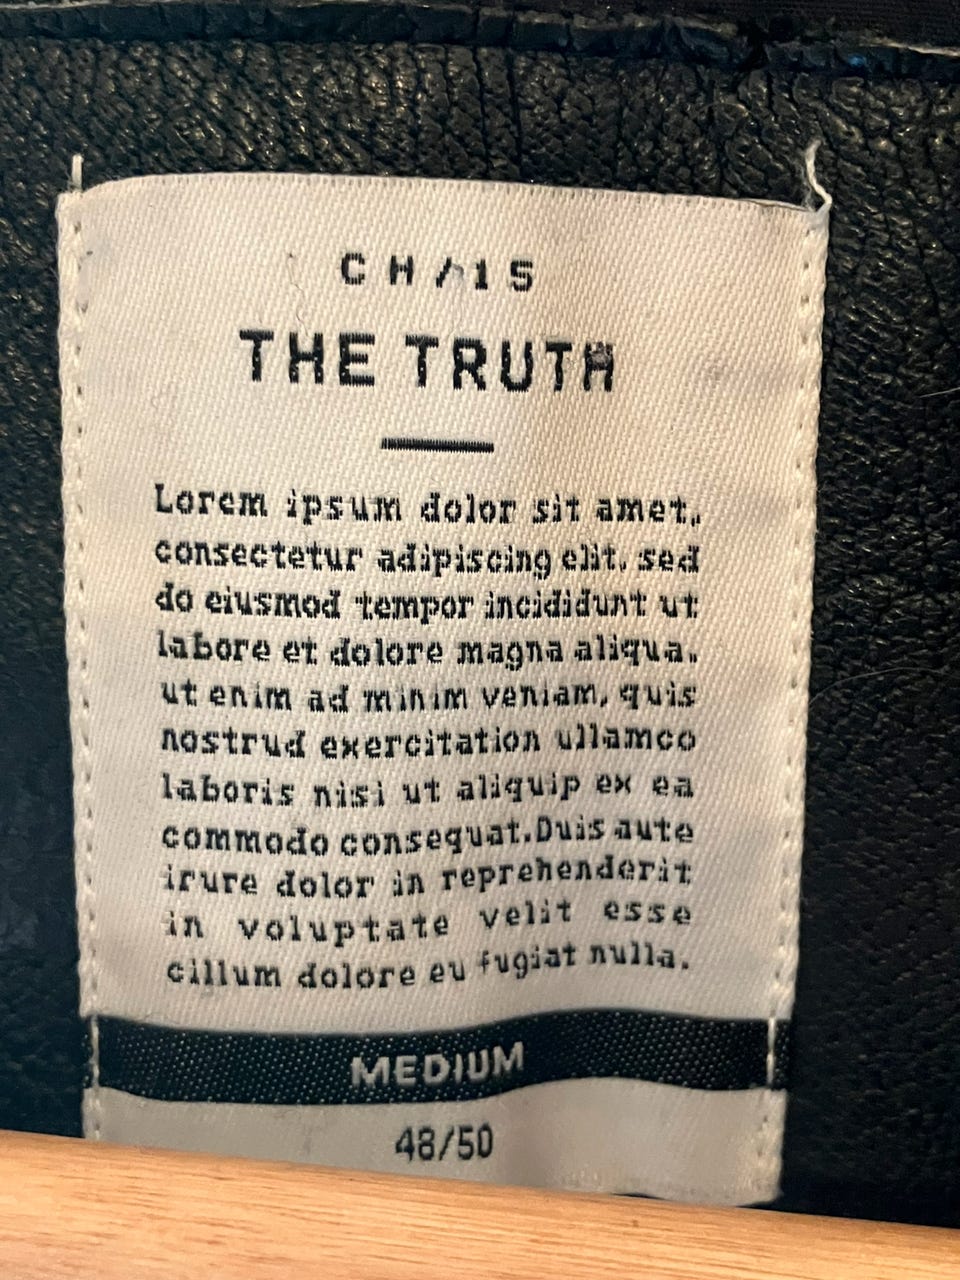 THE TRUTH
Lorem ipsum dolor sit amet,
consectetur adipiscing elit. sed
do eiusmod tempor incididunt ut
labore et dolore magna aliqua.
ut enim ad minim veniam, quis
nostrud exercitation ullamco
laboris nisi ut aliquip ex ea
commodo consequat.Duis aute
irure dolor in reprehenderit
in voluptate velit esse
cillum dolore eu fugiat nulla.
MEDIUM
48/50